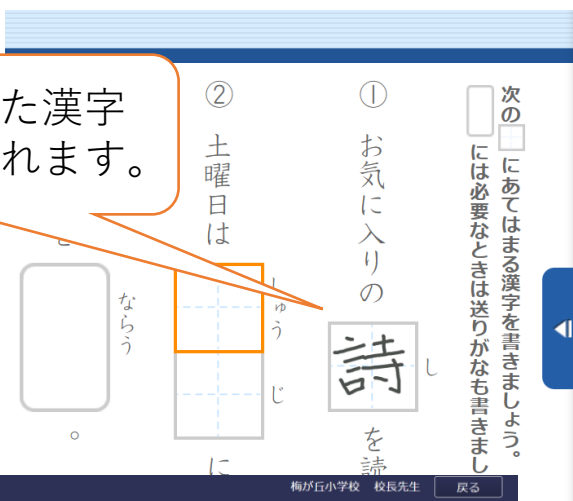 た漢字
れます。
次の にあてはまる漢字を書きましょう。
には必要なときは送りがなも書きまし
① お気に入りの詩を読
し
② 土曜日は に
しゅう
じ
。
ならう
梅が丘小学校 校長先生 戻る